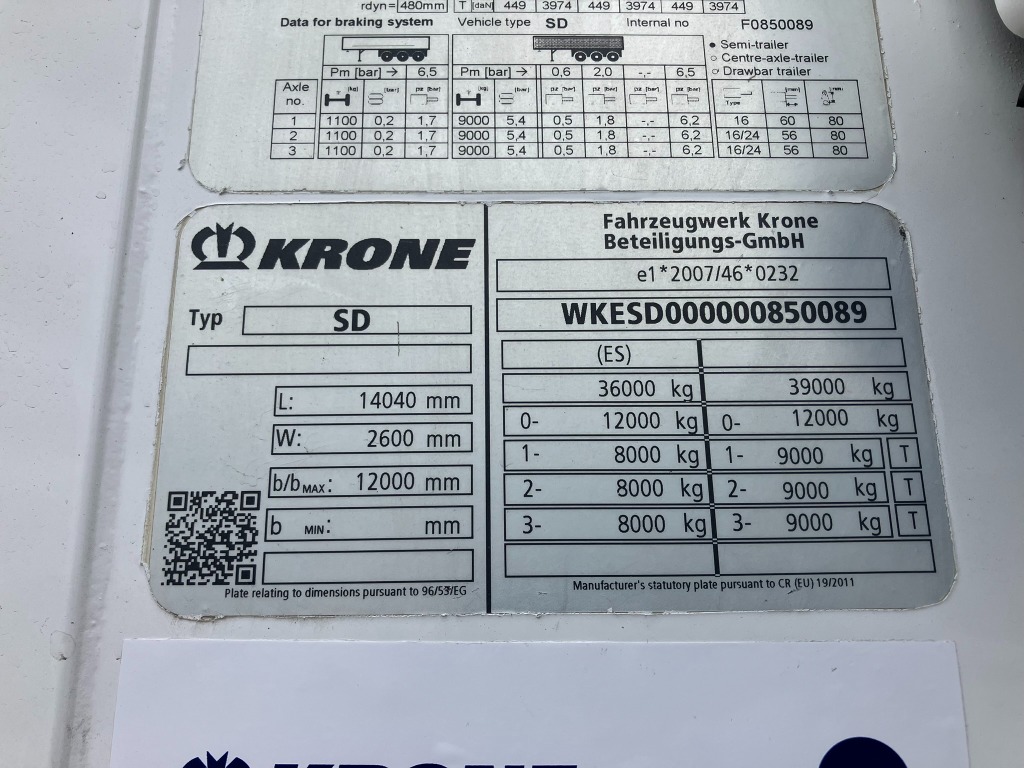 rdyn= 480mm T [daN] 449 3974 449 3974 3974
Data for braking system Vehicle type SD Internal no F0850089
Semi-trailer
Centre-axle-trailer
Drawbar trailer
Pm [bar] → 6,5 Pm [bar] → 0,6 2,0 -,- 6,5
Axle no.
Type
1 1100 0,2 1,7 9000 5,4 0,5 1,8 -,- 6,2 16 60 80
2 1100 0,2 1,7 9000 5,4 0,5 1,8 -,- 6,2 16/24 56 80
3 1100 0,2 1,7 9000 5,4 0,5 1,8 -,- 6,2 16/24 56 80
KRONE
Typ SD
L: 14040 mm
W: 2600 mm
b/b MAX: 12000 mm
b MIN: mm
Plate relating to dimensions pursuant to 96/53/EG
Fahrzeugwerk Krone
Beteiligungs-GmbH
e1*2007/46*0232
WKESD000000850089
(ES)
36000 kg 39000 kg
0- 12000 kg 0- 12000 kg
1- 8000 kg 1- 9000 kg T
2- 8000 kg 2- 9000 kg T
3- 8000 kg 3- 9000 kg T
Manufacturer's statutory plate pursuant to CR (EU) 19/2011
KRONE